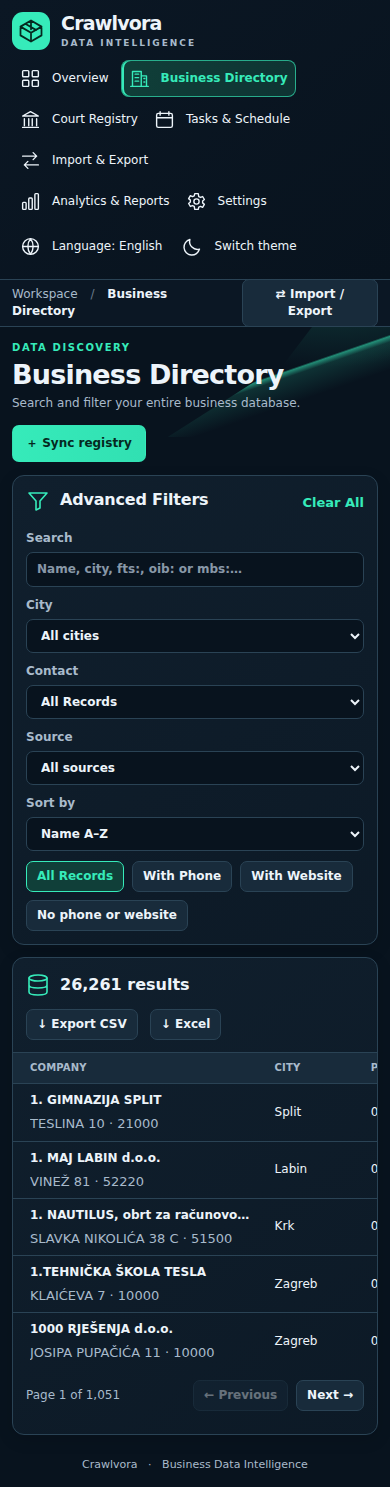 Crawlvora
DATA INTELLIGENCE
Overview
Business Directory
Court Registry
Tasks & Schedule
Import & Export
Analytics & Reports
Settings
Language: English
Switch theme
Workspace / Business Directory
⇄ Import / Export
DATA DISCOVERY
Business Directory
Search and filter your entire business database.
+ Sync registry
Advanced Filters
Clear All
Search
Name, city, fts:, oib: or mbs:...
City
All cities
Contact
All Records
Source
All sources
Sort by
Name A–Z
All Records
With Phone
With Website
No phone or website
26,261 results
↓ Export CSV
↓ Excel
COMPANY CITY P
1. GIMNAZIJA SPLIT
TESLINA 10 · 21000
Split 0
1. MAJ LABIN d.o.o.
VINEŽ 81 · 52220
Labin 0
1. NAUTILUS, obrt za računovo...
SLAVKA NIKOLIĆA 38 C · 51500
Krk 0
1.TEHNIČKA ŠKOLA TESLA
KLAIĆEVA 7 · 10000
Zagreb 0
1000 RJEŠENJA d.o.o.
JOSIPA PUPAČIĆA 11 · 10000
Zagreb 0
Page 1 of 1,051
← Previous
Next →
Crawlvora · Business Data Intelligence